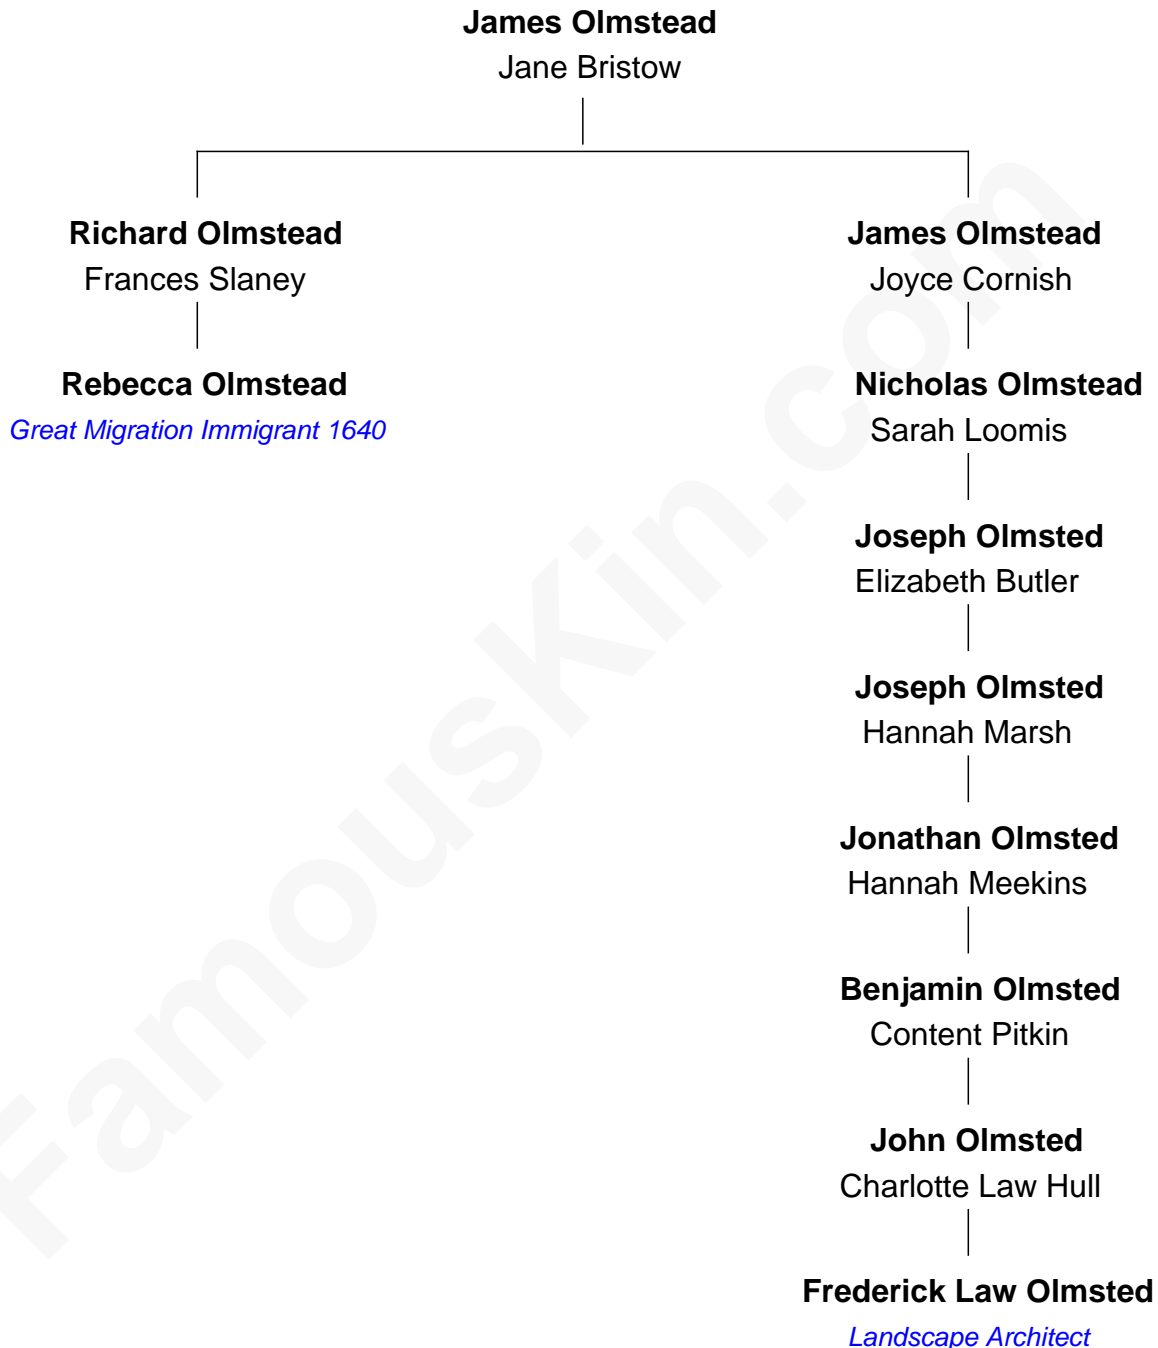 James Olmstead
Jane Bristow
Richard Olmstead
Frances Slaney
Rebecca Olmstead
Great Migration Immigrant 1640
James Olmstead
Joyce Cornish
Nicholas Olmstead
Sarah Loomis
Joseph Olmsted
Elizabeth Butler
Joseph Olmsted
Hannah Marsh
Jonathan Olmsted
Hannah Meekins
Benjamin Olmsted
Content Pitkin
John Olmsted
Charlotte Law Hull
Frederick Law Olmsted
Landscape Architect
FamousKin.com